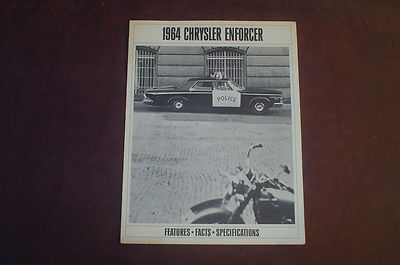 1964 CHRYSLER ENFORCER
POLICE
FEATURES • FACTS • SPECIFICATIONS